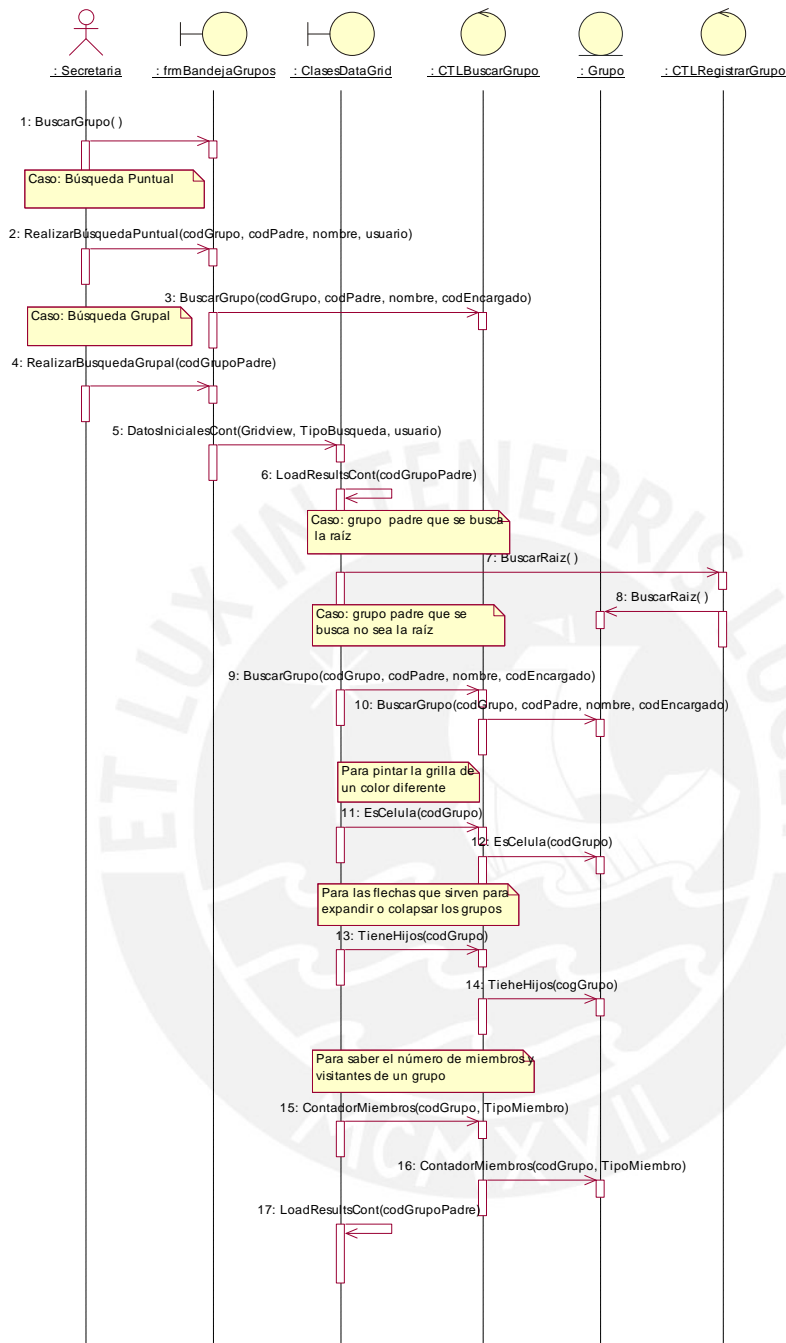 : Secretaria
: frmBandejaGrupos
: ClasesDataGrid
: CTLBuscarGrupo
: Grupo
: CTLRegistrarGrupo
1: BuscarGrupo( )
Caso: Búsqueda Puntual
2: RealizarBúsquedaPuntual(codGrupo, codPadre, nombre, usuario)
3: BuscarGrupo(codGrupo, codPadre, nombre, codEncargado)
Caso: Búsqueda Grupal
4: RealizarBusquedaGrupal(codGrupoPadre)
5: DatosInicialesCont(Gridview, TipoBusqueda, usuario)
6: LoadResultsCont(codGrupoPadre)
Caso: grupo padre que se busca
la raíz
7: BuscarRaiz( )
8: BuscarRaiz( )
Caso: grupo padre que se
busca no sea la raíz
9: BuscarGrupo(codGrupo, codPadre, nombre, codEncargado)
10: BuscarGrupo(codGrupo, codPadre, nombre, codEncargado)
Para pintar la grilla de
un color diferente
11: EsCelula(codGrupo)
12: EsCelula(codGrupo)
Para las flechas que sirven para
expandir o colapsar los grupos
13: TieneHijos(codGrupo)
14: TieheHijos(cogGrupo)
Para saber el número de miembros y
visitantes de un grupo
15: ContadorMiembros(codGrupo, TipoMiembro)
16: ContadorMiembros(codGrupo, TipoMiembro)
17: LoadResultsCont(codGrupoPadre)
ET LUX IN TENEBRIS
MCMXVII